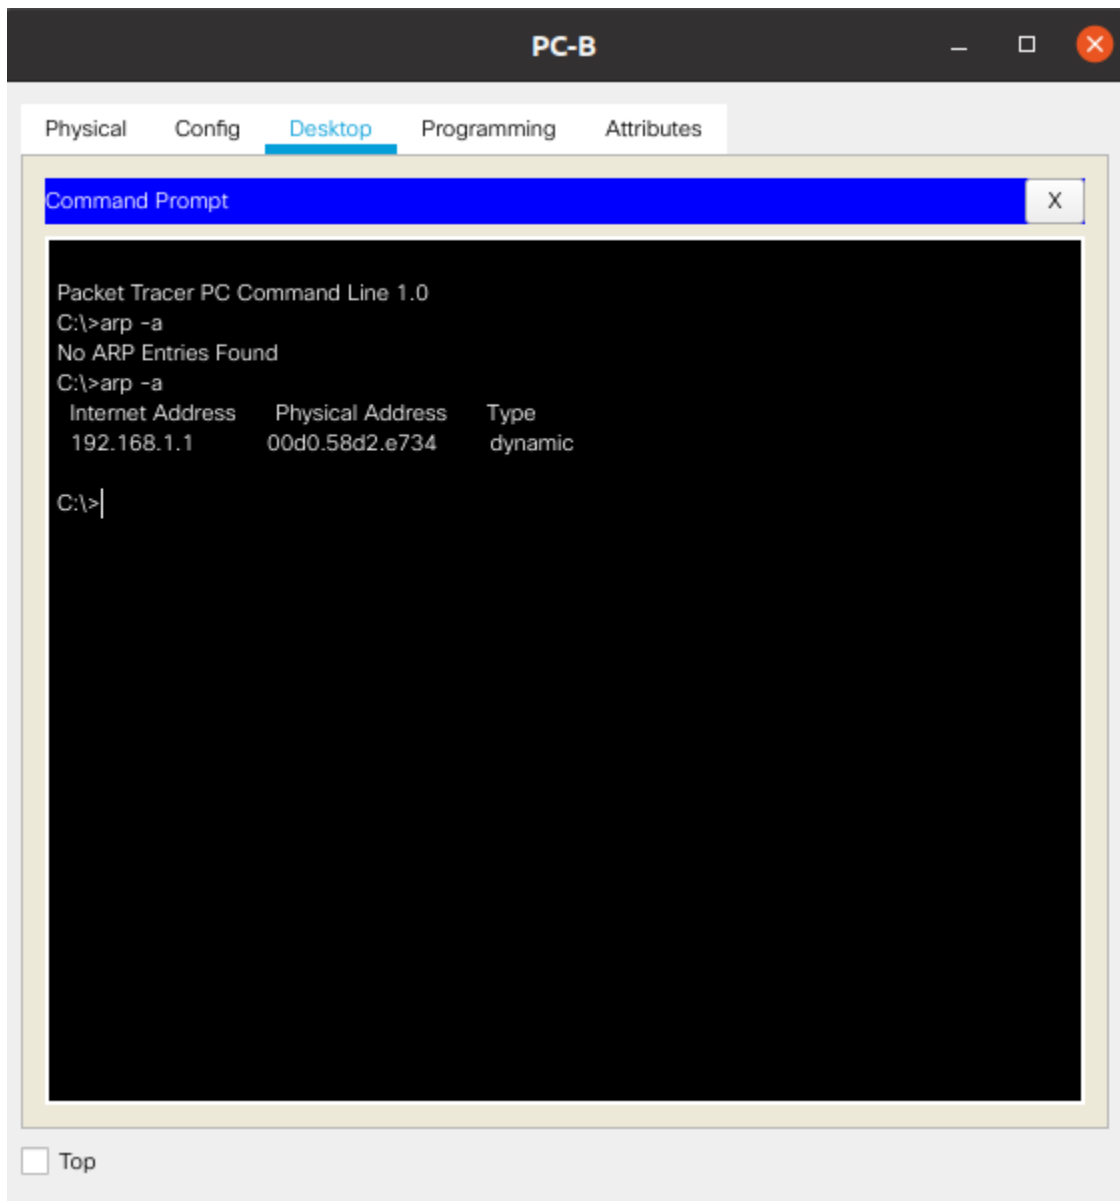 PC-B
Physical Config Desktop Programming Attributes
Command Prompt X
Packet Tracer PC Command Line 1.0
C:\>arp -a
No ARP Entries Found
C:\>arp -a
Internet Address Physical Address Type
192.168.1.1 00d0.58d2.e734 dynamic
C:\>
Top